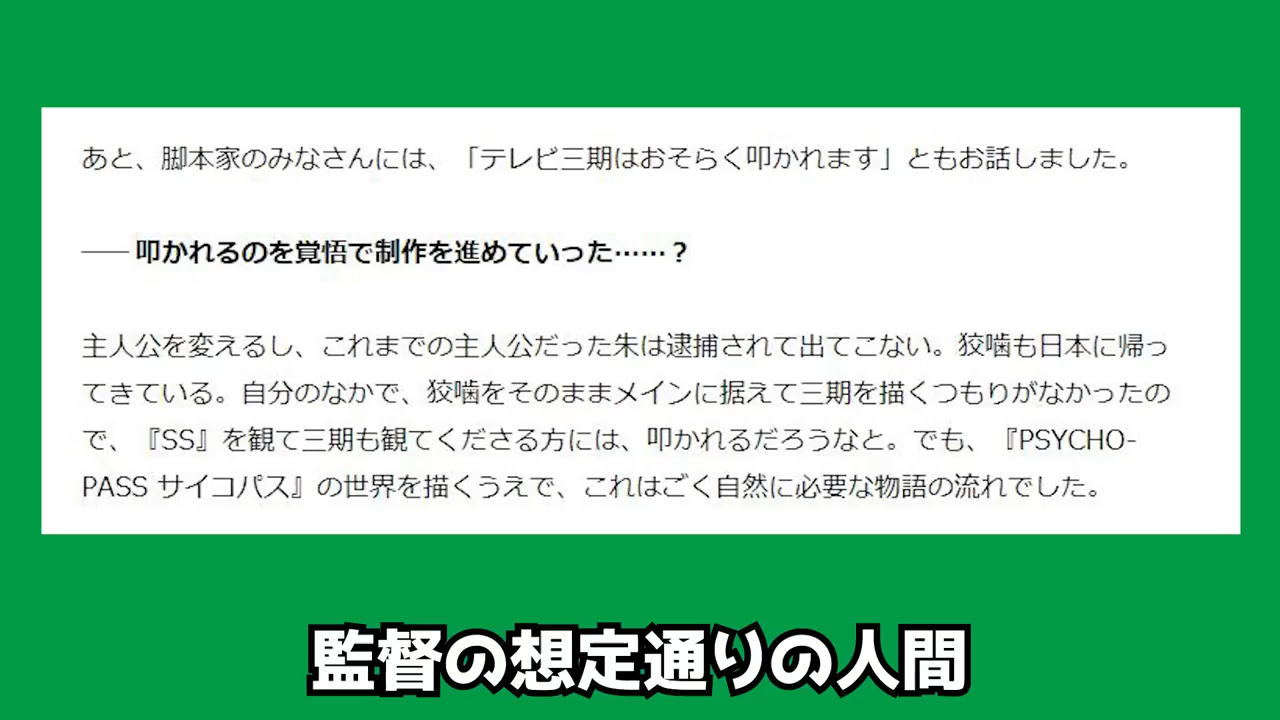 あと、脚本家のみなさんには、「テレビ三期はおそらく叩かれます」ともお話しました。
―― 叩かれるのを覚悟で制作を進めていった……？
主人公を変えるし、これまでの主人公だった朱は逮捕されて出てこない。狡噛も日本に帰っ
てきている。自分のなかで、狡噛をそのままメインに据えて三期を描くつもりがなかったの
で、『SS』を観て三期も観てくださる方には、叩かれるだろうなと。でも、『PSYCHO-
PASS サイコパス』の世界を描くうえで、これはごく自然に必要な物語の流れでした。
監督の想定通りの人間